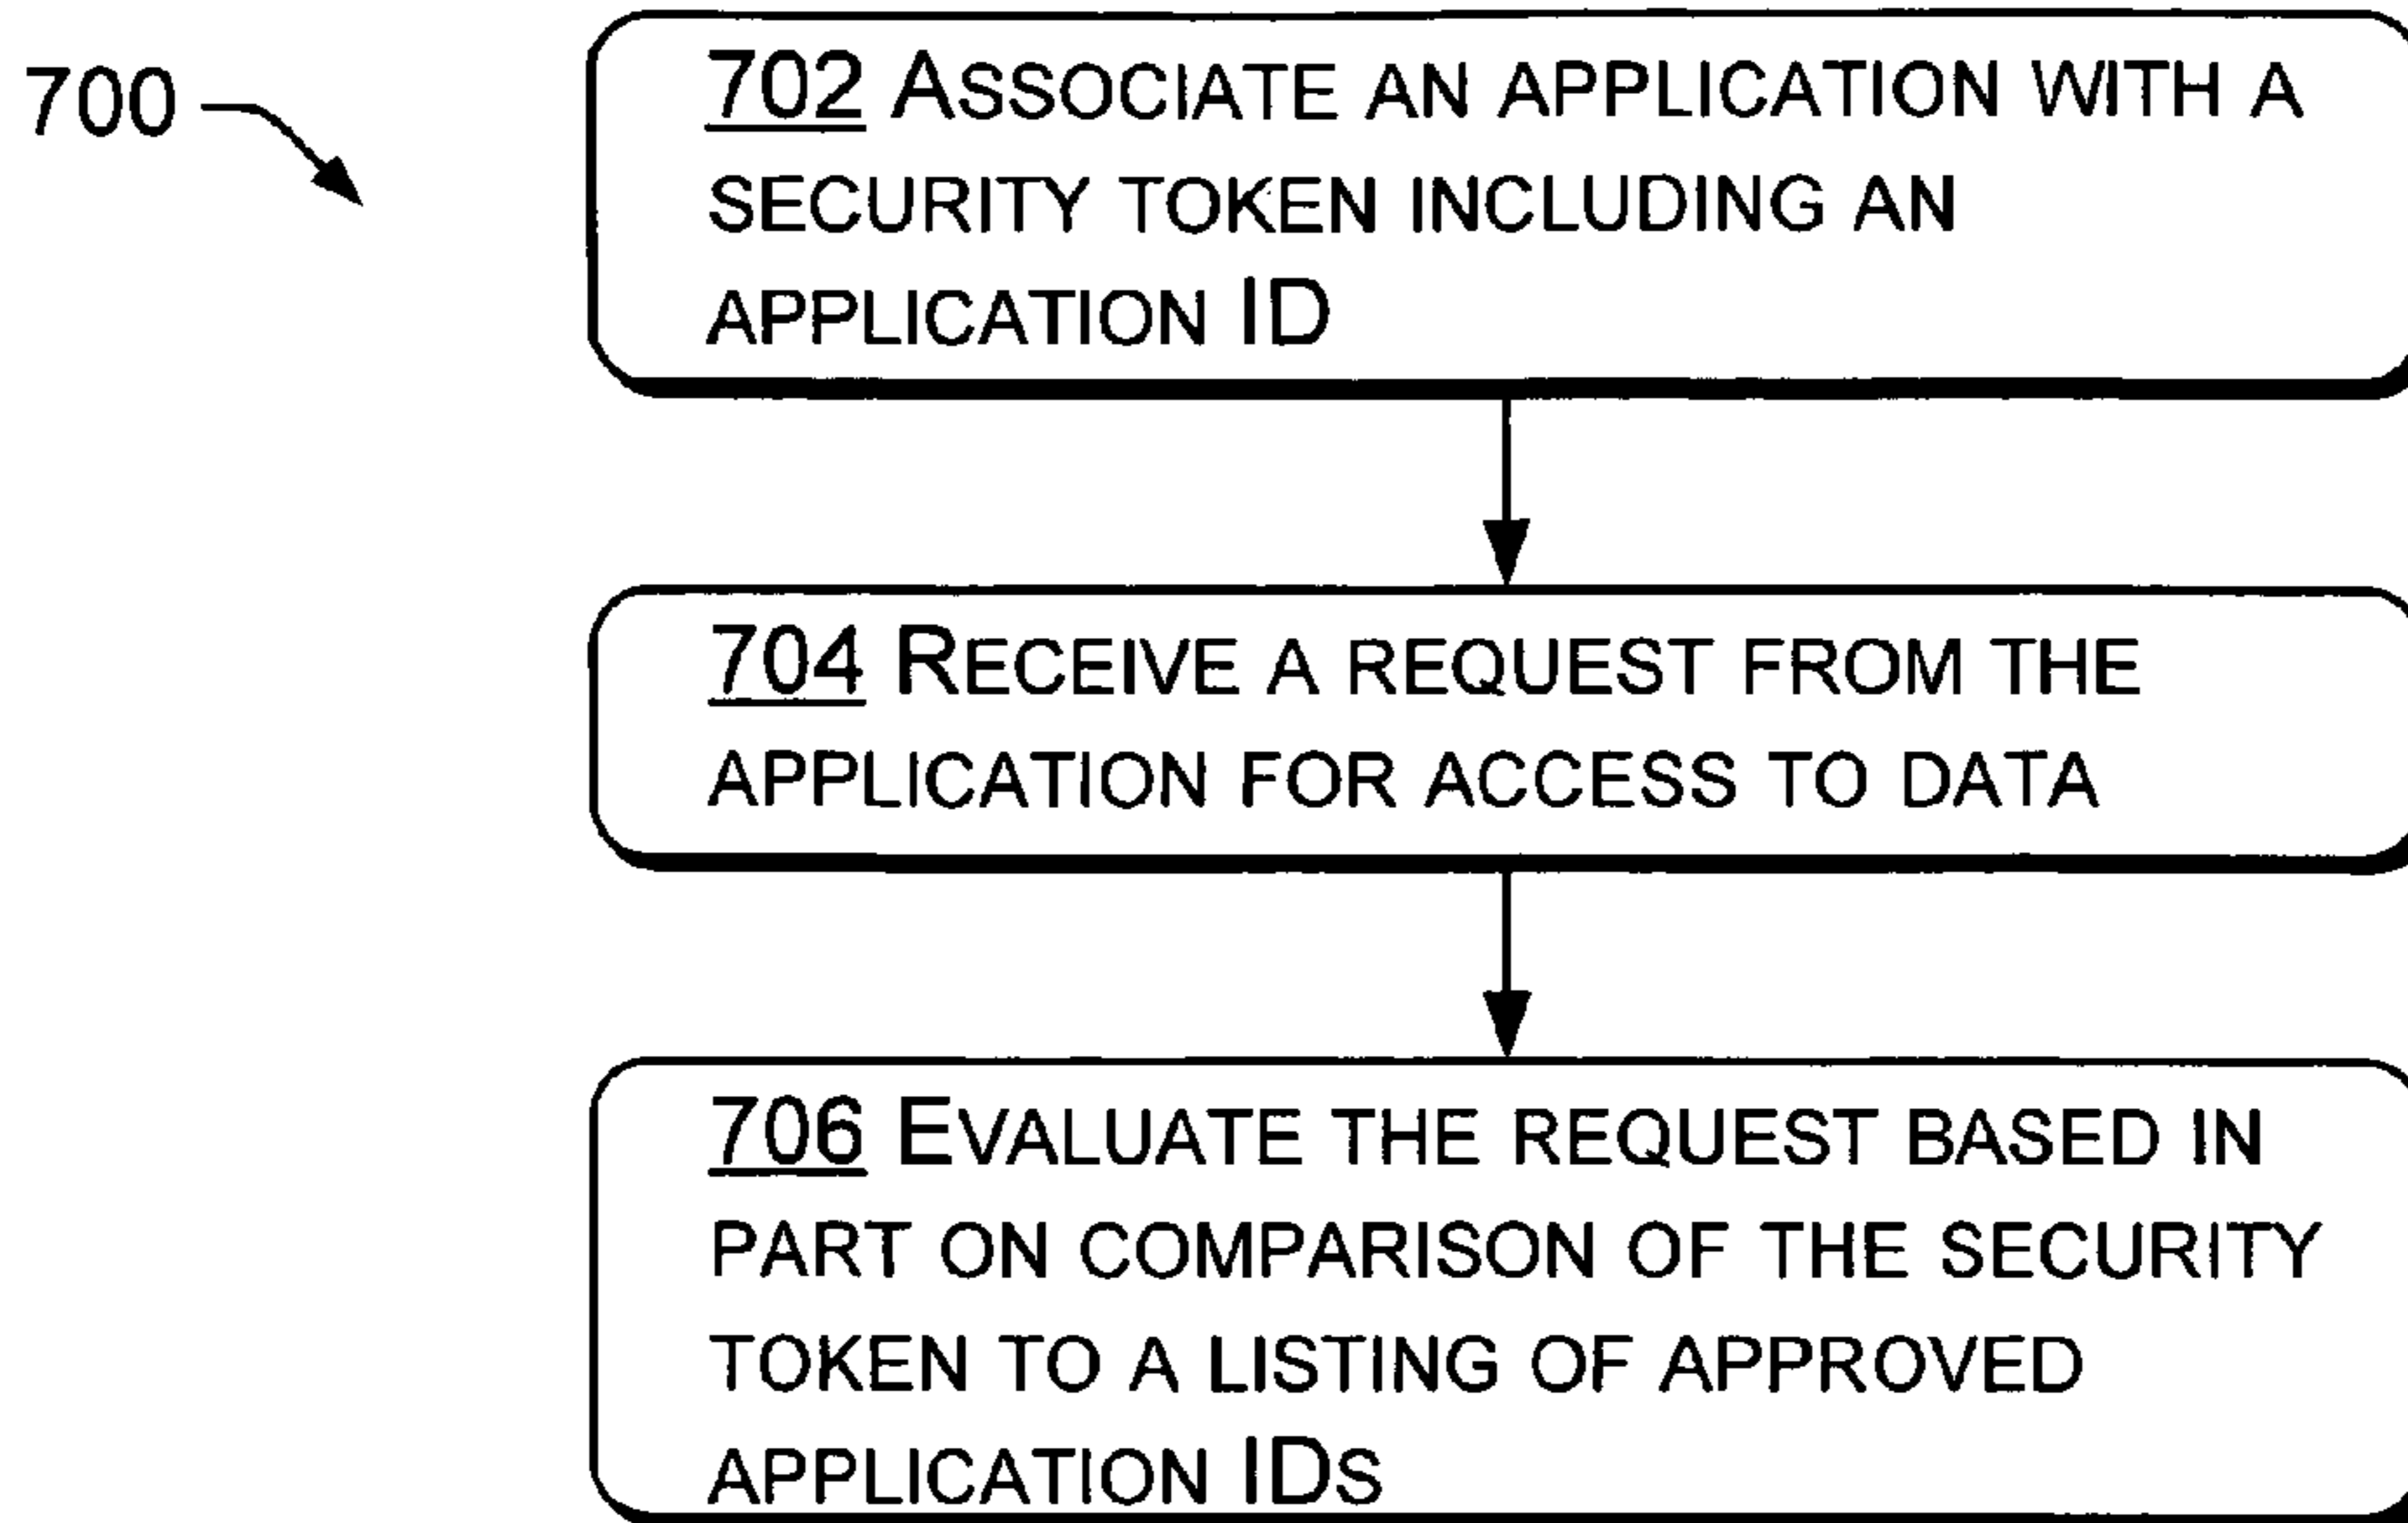 700
702 ASSOCIATE AN APPLICATION WITH A
SECURITY TOKEN INCLUDING AN
APPLICATION ID
704 RECEIVE A REQUEST FROM THE
APPLICATION FOR ACCESS TO DATA
706 EVALUATE THE REQUEST BASED IN
PART ON COMPARISON OF THE SECURITY
TOKEN TO A LISTING OF APPROVED
APPLICATION IDS